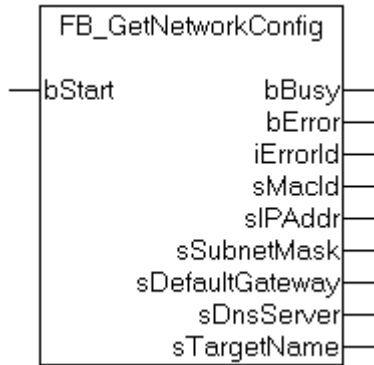 FB_GetNetworkConfig
bStart bBusy
bError
iErrorId
sMacId
sIPAddr
sSubnetMask
sDefaultGateway
sDnsServer
sTargetName